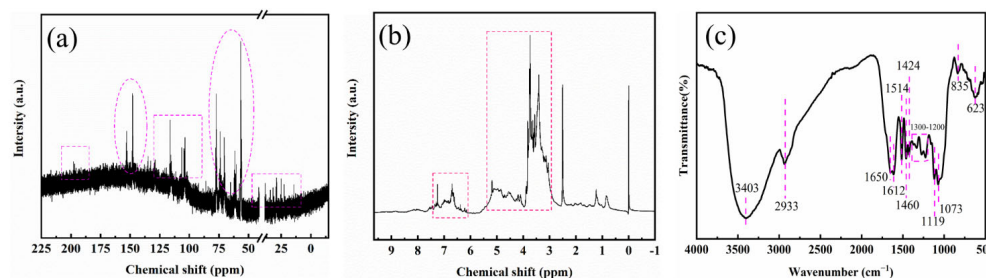 (a)
Intersity (a.u.)
225 200 175 150 125 100 75 50 25 0
Chemical shift (ppm)
(b)
Intersity (a.u.)
9 8 7 6 5 4 3 2 1 0 -1
Chemical shift (ppm)
(c)
Transmittance(%)
1424
1514
1300-1200
835
623
1650
1612
1460
1073
1119
3403
2933
4000 3500 3000 2500 2000 1500 1000 500
Wavenumber (cm⁻¹)